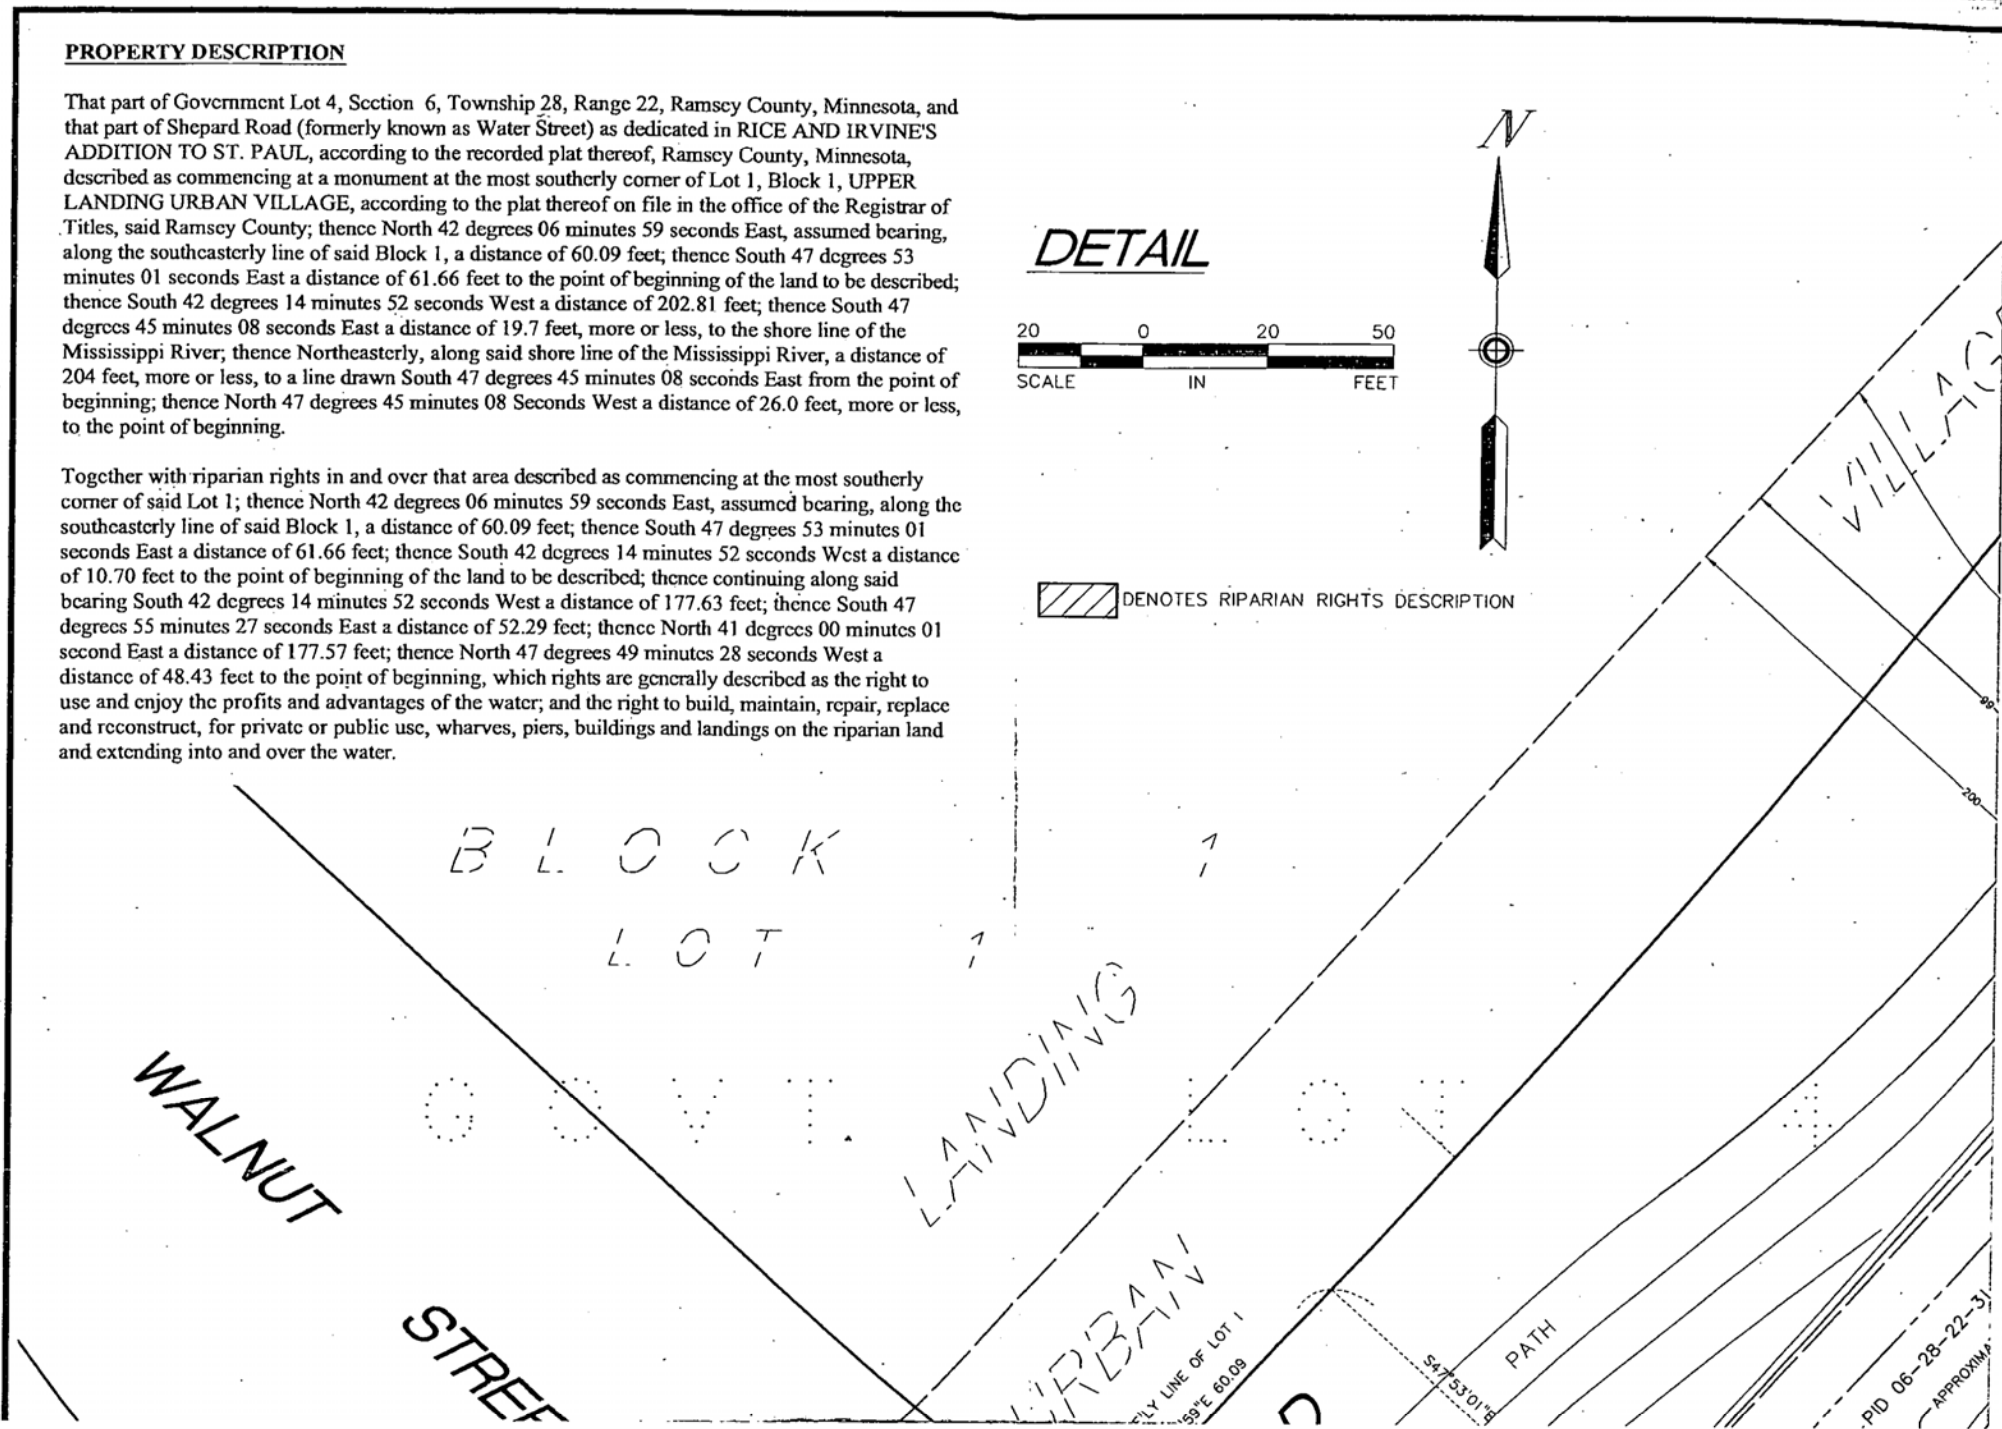 PROPERTY DESCRIPTION
That part of Government Lot 4, Section 6, Township 28, Range 22, Ramsey County, Minnesota, and
that part of Shepard Road (formerly known as Water Street) as dedicated in RICE AND IRVINE'S
ADDITION TO ST. PAUL, according to the recorded plat thereof, Ramsey County, Minnesota,
described as commencing at a monument at the most southerly corner of Lot 1, Block 1, UPPER
LANDING URBAN VILLAGE, according to the plat thereof on file in the office of the Registrar of
Titles, said Ramsey County; thence North 42 degrees 06 minutes 59 seconds East, assumed bearing,
along the southeasterly line of said Block 1, a distance of 60.09 feet; thence South 47 degrees 53
minutes 01 seconds East a distance of 61.66 feet to the point of beginning of the land to be described;
thence South 42 degrees 14 minutes 52 seconds West a distance of 202.81 feet; thence South 47
degrees 45 minutes 08 seconds East a distance of 19.7 feet, more or less, to the shore line of the
Mississippi River; thence Northeasterly, along said shore line of the Mississippi River, a distance of
204 feet, more or less, to a line drawn South 47 degrees 45 minutes 08 seconds East from the point of
beginning; thence North 47 degrees 45 minutes 08 Seconds West a distance of 26.0 feet, more or less,
to the point of beginning.
Together with riparian rights in and over that area described as commencing at the most southerly
corner of said Lot 1; thence North 42 degrees 06 minutes 59 seconds East, assumed bearing, along the
southeasterly line of said Block 1, a distance of 60.09 feet; thence South 47 degrees 53 minutes 01
seconds East a distance of 61.66 feet; thence South 42 degrees 14 minutes 52 seconds West a distance
of 10.70 feet to the point of beginning of the land to be described; thence continuing along said
bearing South 42 degrees 14 minutes 52 seconds West a distance of 177.63 feet; thence South 47
degrees 55 minutes 27 seconds East a distance of 52.29 feet; thence North 41 degrees 00 minutes 01
second East a distance of 177.57 feet; thence North 47 degrees 49 minutes 28 seconds West a
distance of 48.43 feet to the point of beginning, which rights are generally described as the right to
use and enjoy the profits and advantages of the water; and the right to build, maintain, repair, replace
and reconstruct, for private or public use, wharves, piers, buildings and landings on the riparian land
and extending into and over the water.
DETAIL
20 0 20 50
SCALE IN FEET
N
DENOTES RIPARIAN RIGHTS DESCRIPTION
VILLAG
99
200
BLOCK 1
LOT 1
LANDING
GOVT. LOT 4
WALNUT
STREE
URBAN
'LY LINE OF LOT 1
59"E 60.09
S47°53'01"E
PATH
PID 06-28-22-31
APPROXIMA